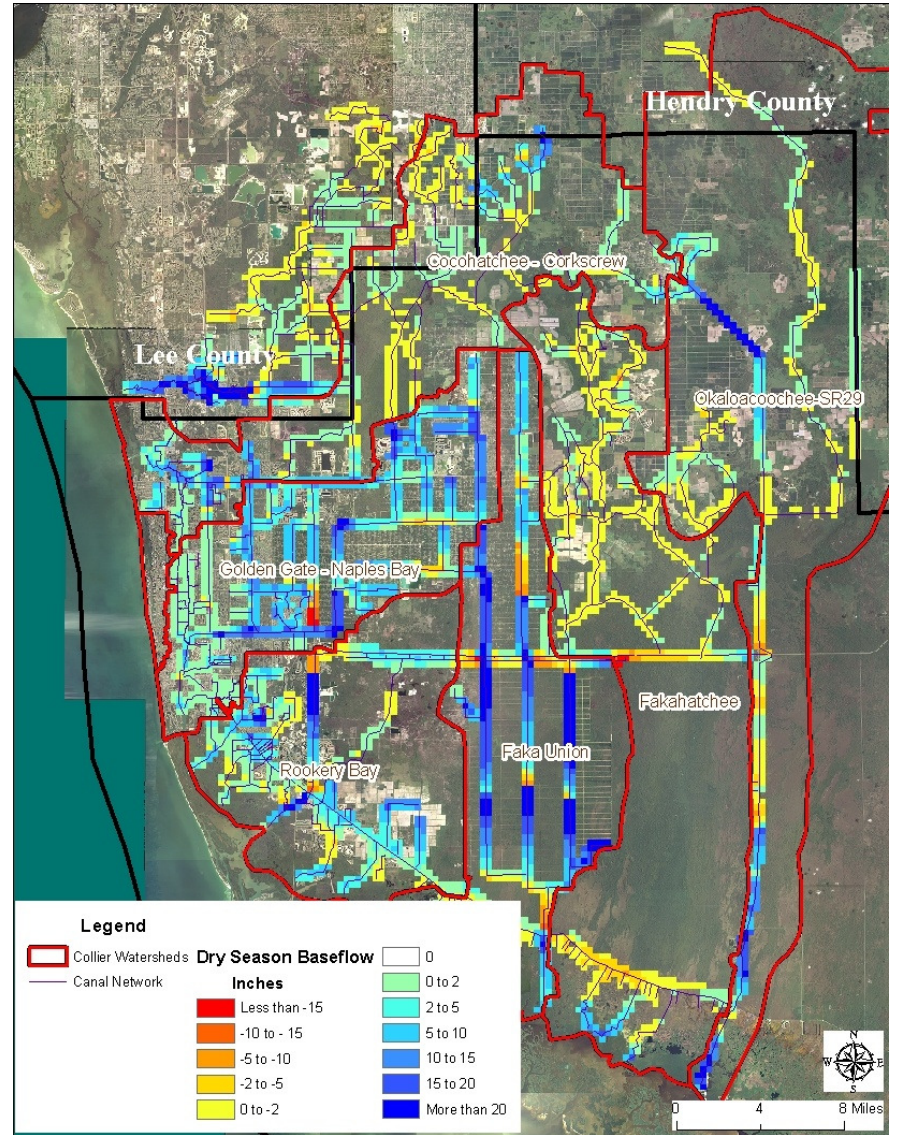 Hendry County
Cocohatchee - Corkscrew
Lee County
Okaloacoochee-SR29
Golden Gate - Naples Bay
Fakahatchee
Faka Union
Rookery Bay
Legend
Collier Watersheds
Canal Network
Dry Season Baseflow
Inches
Less than -15
-10 to - 15
-5 to -10
-2 to -5
0 to -2
0
0 to 2
2 to 5
5 to 10
10 to 15
15 to 20
More than 20
N
W E
S
0 4 8 Miles